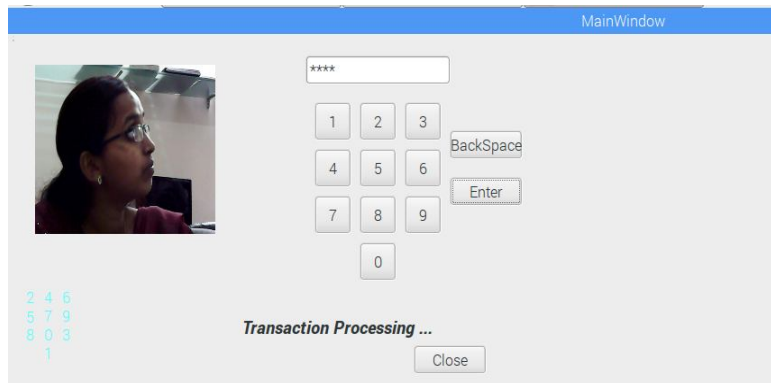 MainWindow
****
1 2 3
BackSpace
4 5 6
Enter
7 8 9
0
2 4 6
5 7 9
8 0 3
1
Transaction Processing ...
Close